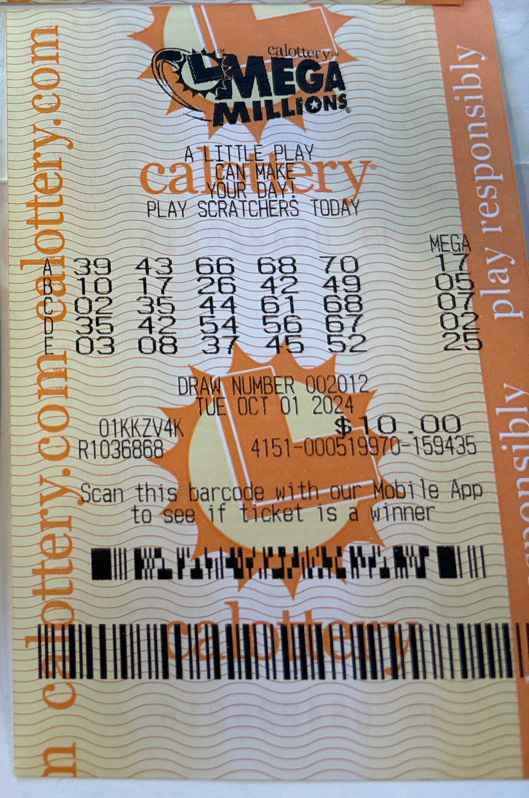 calottery™
MEGA
MILLIONS®
calottery®
A LITTLE PLAY
CAN MAKE
YOUR DAY!
PLAY SCRATCHERS TODAY
MEGA
A 39 43 66 68 70 17
B 10 17 26 42 49 05
C 02 35 44 61 68 07
D 35 42 54 56 67 02
E 03 08 37 45 52 25
DRAW NUMBER 002012
TUE OCT 01 2024
01KKZV4K $10.00
R1036868 4151-000519970-159435
Scan this barcode with our Mobile App
to see if ticket is a winner
calottery
calottery.com
calottery.com
play responsibly